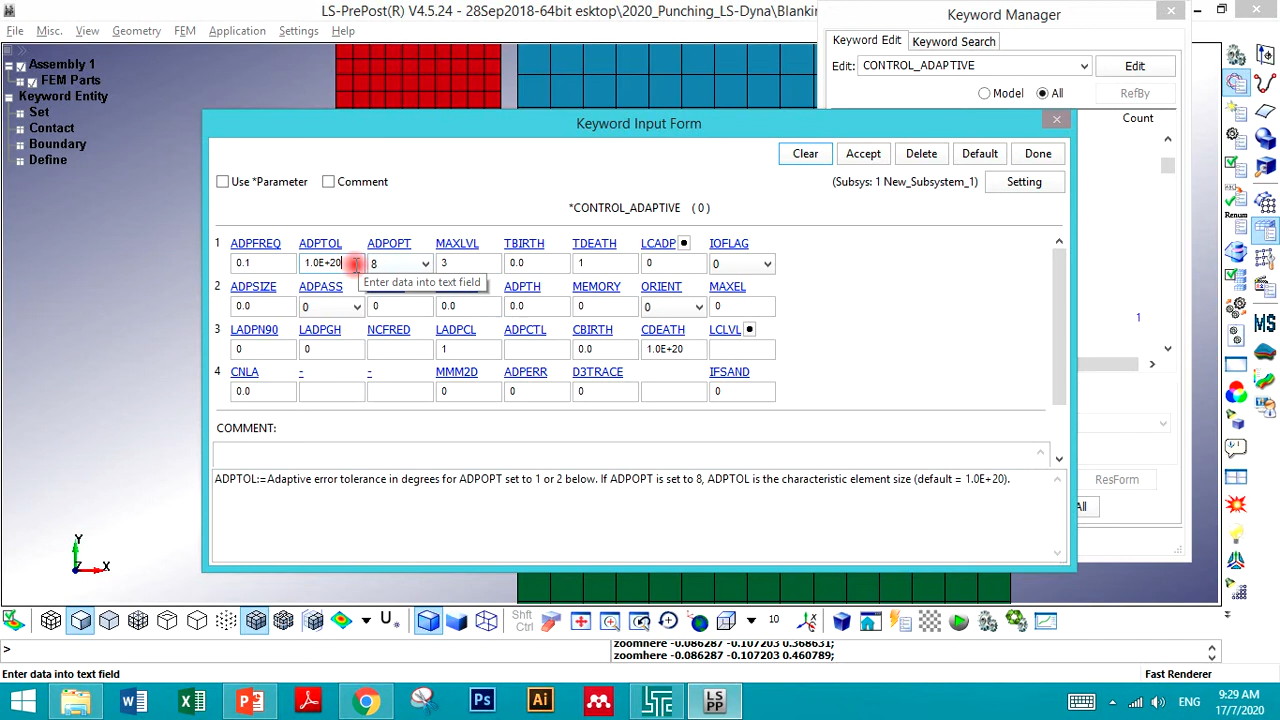 LS-PrePost(R) V4.5.24 - 28Sep2018-64bit esktop\2020_Punching_LS-Dyna\Blankin
Keyword Manager
File Misc. View Geometry FEM Application Settings Help
Keyword Edit Keyword Search
Edit: CONTROL_ADAPTIVE Edit
Model All RefBy
Count
Assembly 1
FEM Parts
Keyword Entity
Set
Contact
Boundary
Define
Keyword Input Form
Clear Accept Delete Default Done
Use *Parameter Comment (Subsys: 1 New_Subsystem_1) Setting
*CONTROL_ADAPTIVE (0)
1 ADPFREQ ADPTOL ADPOPT MAXLVL TBIRTH TDEATH LCADP IOFLAG
0.1 1.0E+20 8 3 0.0 1 0 0
Enter data into text field
2 ADPSIZE ADPASS ADPTH MEMORY ORIENT MAXEL
0.0 0 0 0.0 0.0 0 0 0
3 LADPN90 LADPGH NCFRED LADPCL ADPCTL CBIRTH CDEATH LCLVL
0 0 1 0.0 1.0E+20
4 CNLA - - MMM2D ADPERR D3TRACE IFSAND
0.0 0 0 0 0
COMMENT:
ADPTOL:=Adaptive error tolerance in degrees for ADPOPT set to 1 or 2 below. If ADPOPT is set to 8, ADPTOL is the characteristic element size (default = 1.0E+20).
1
ResForm
All
Renum
MS
Y
X
Shft
Ctrl
U.
10
>
zoomhere -0.086287 -0.107203 0.368631;
zoomhere -0.086287 -0.107203 0.460789;
Enter data into text field
Fast Renderer
Ps Ai LS PP
ENG
9:29 AM
17/7/2020